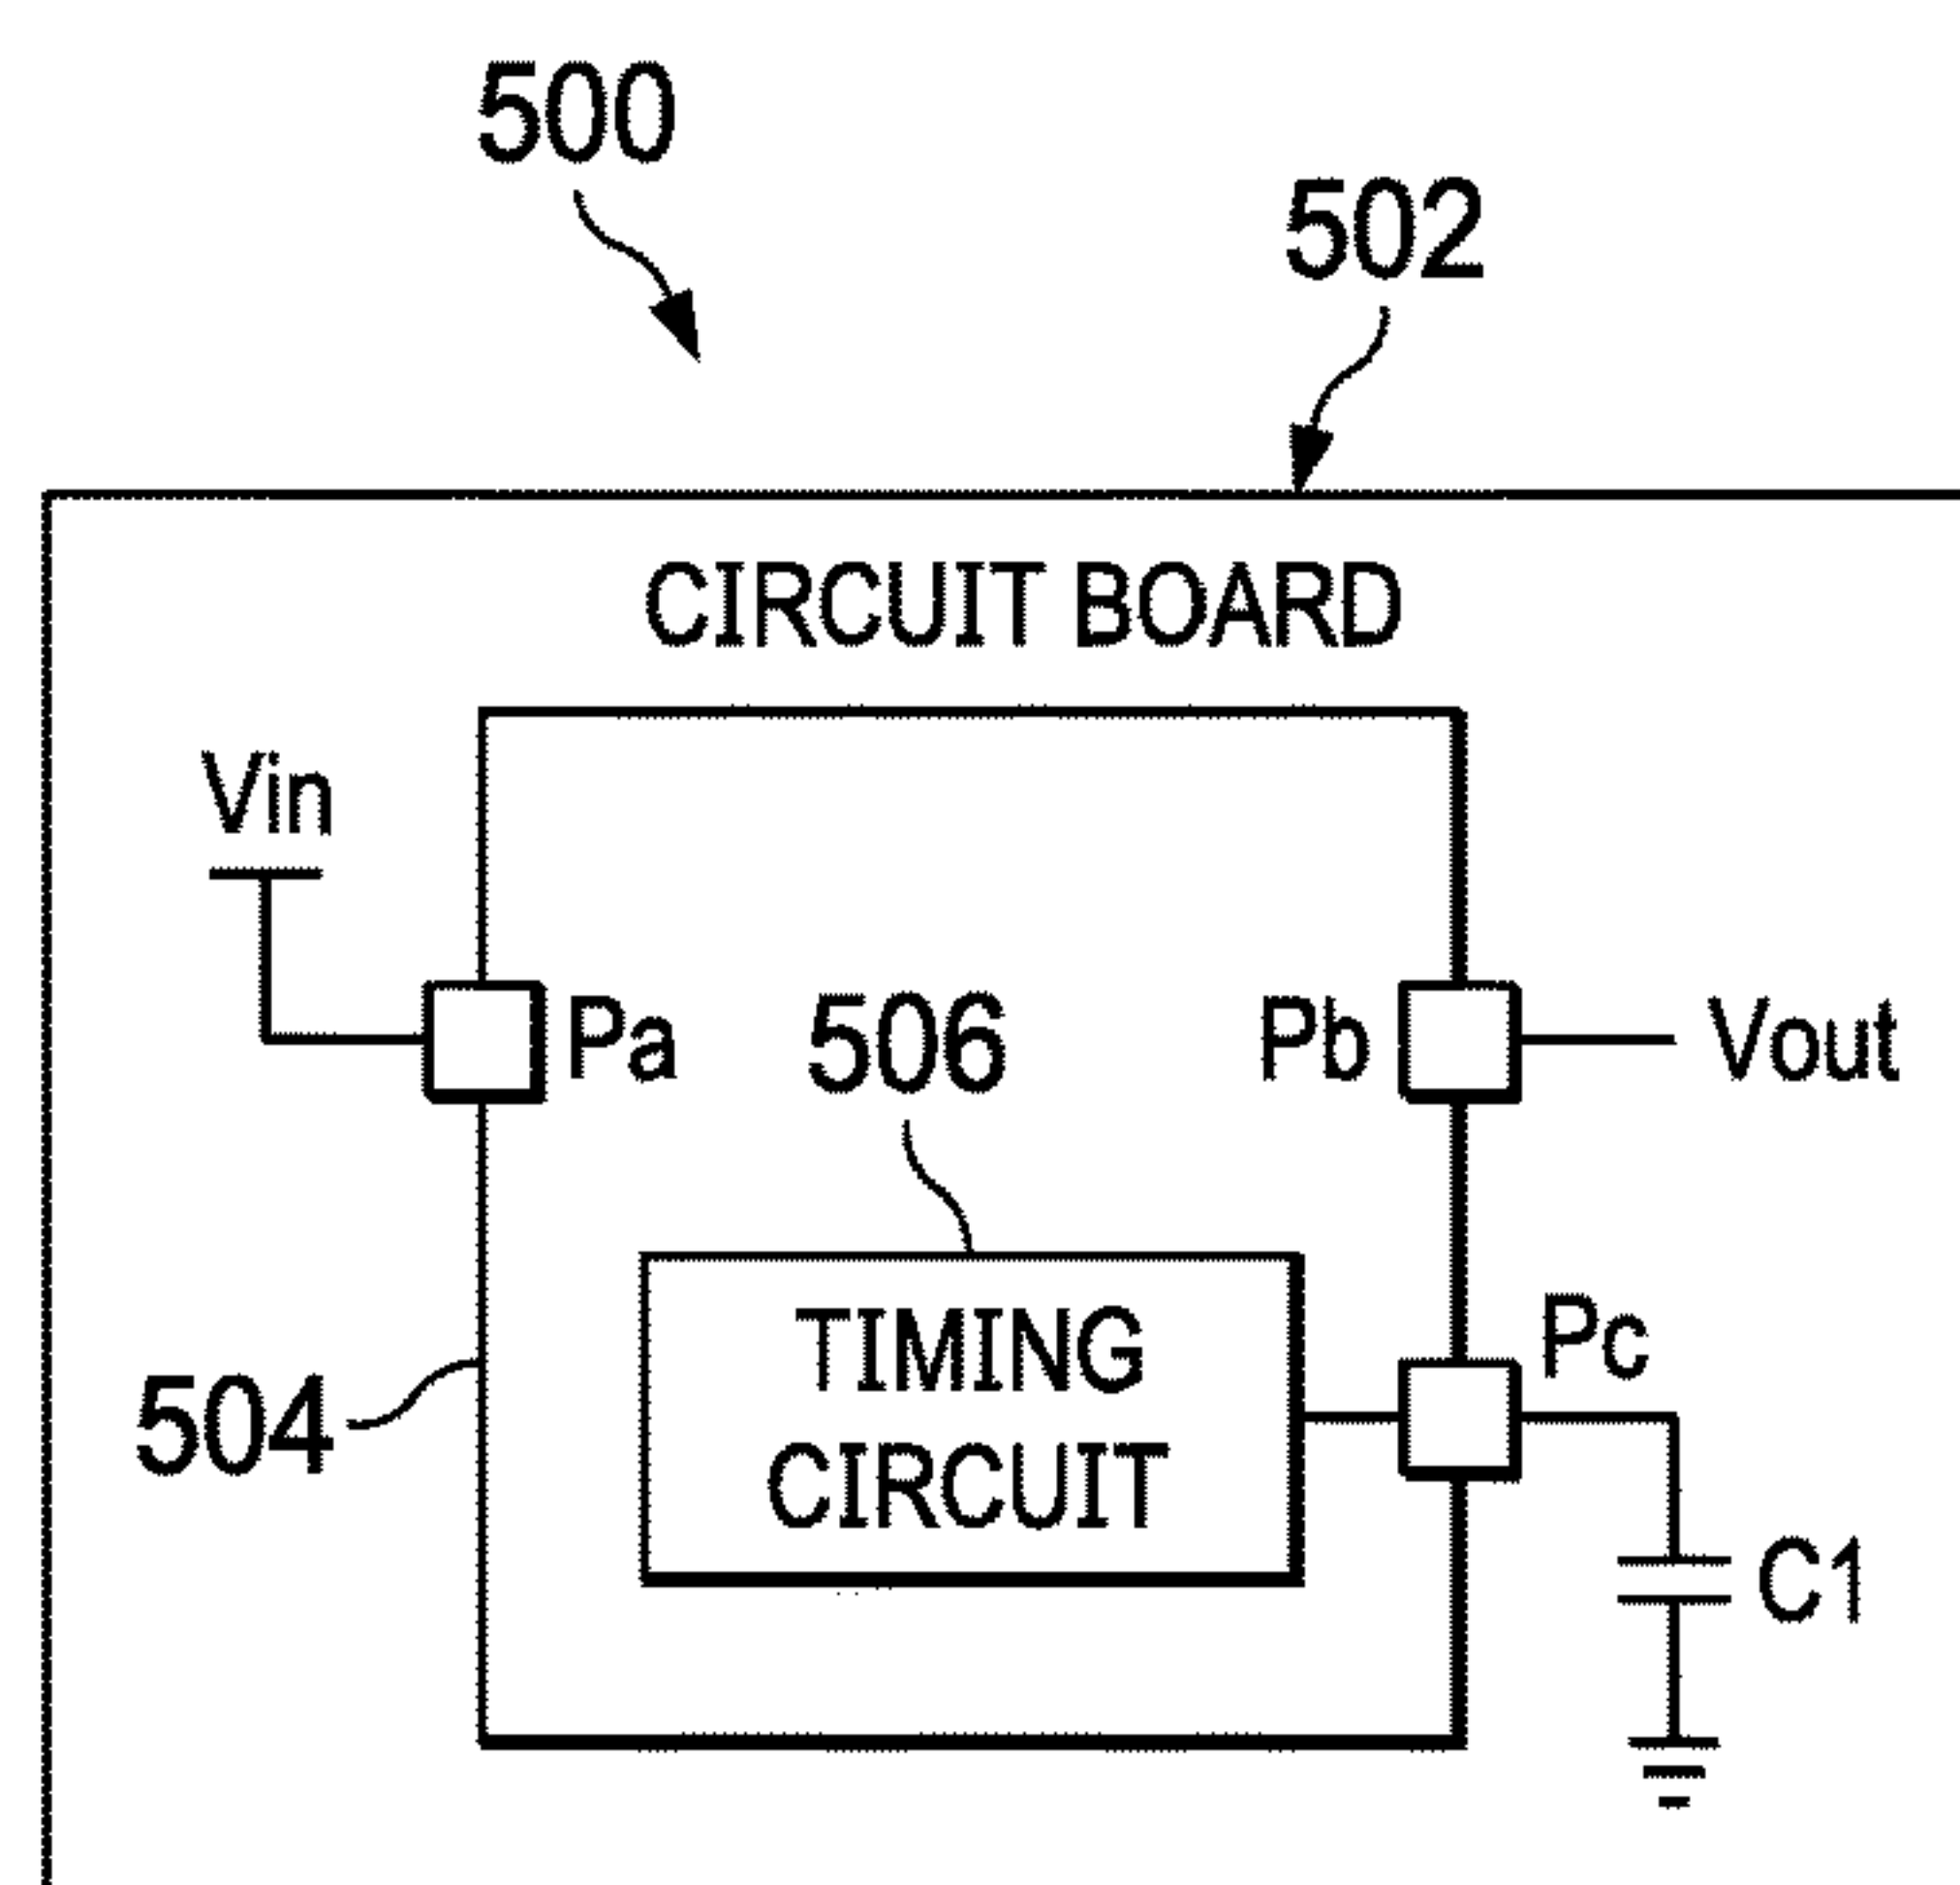 500
502
CIRCUIT BOARD
Vin
Pa
506
Pb
Vout
TIMING
CIRCUIT
Pc
504
C1